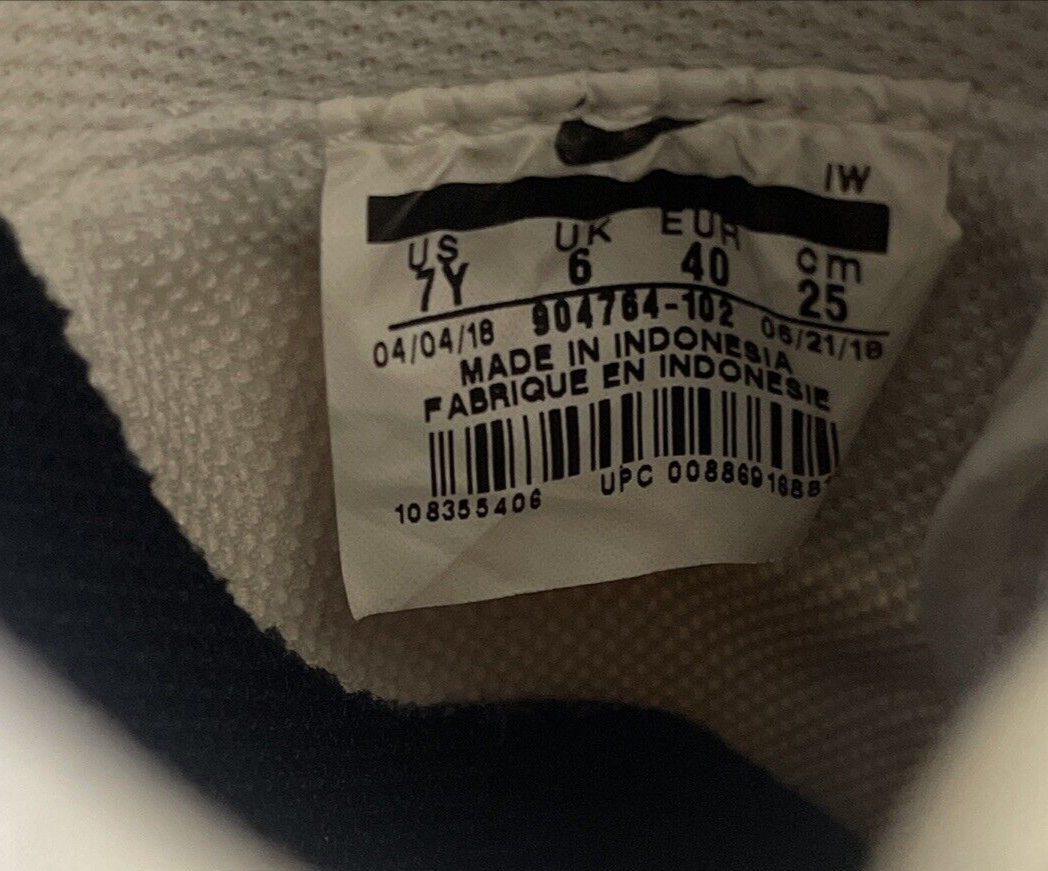 IW
US UK EUR cm
7Y 6 40 25
04/04/18 904764-102 06/21/18
MADE IN INDONESIA
FABRIQUE EN INDONESIE
108355406 UPC 0088691688